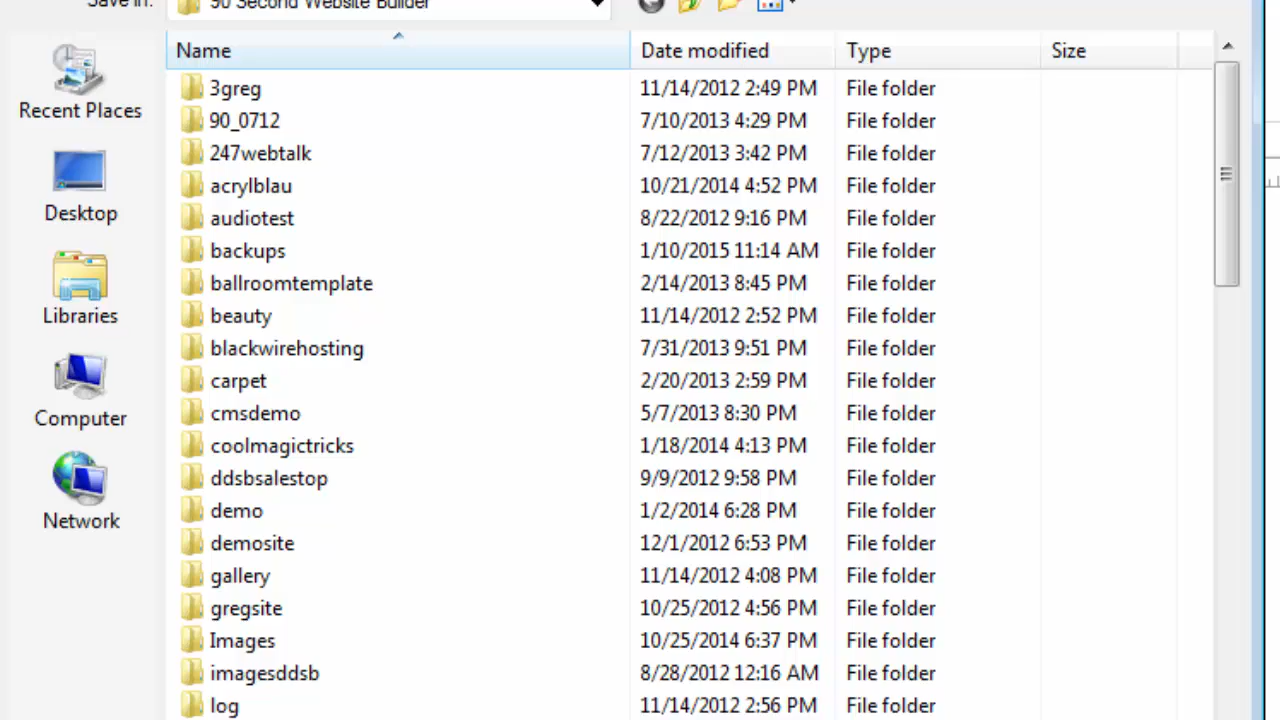 Save in: 90 Second Website Builder
Name Date modified Type Size
3greg 11/14/2012 2:49 PM File folder
90_0712 7/10/2013 4:29 PM File folder
247webtalk 7/12/2013 3:42 PM File folder
acrylblau 10/21/2014 4:52 PM File folder
audiotest 8/22/2012 9:16 PM File folder
backups 1/10/2015 11:14 AM File folder
ballroomtemplate 2/14/2013 8:45 PM File folder
beauty 11/14/2012 2:52 PM File folder
blackwirehosting 7/31/2013 9:51 PM File folder
carpet 2/20/2013 2:59 PM File folder
cmsdemo 5/7/2013 8:30 PM File folder
coolmagictricks 1/18/2014 4:13 PM File folder
ddsbsalestop 9/9/2012 9:58 PM File folder
demo 1/2/2014 6:28 PM File folder
demosite 12/1/2012 6:53 PM File folder
gallery 11/14/2012 4:08 PM File folder
gregsite 10/25/2012 4:56 PM File folder
Images 10/25/2014 6:37 PM File folder
imagesddsb 8/28/2012 12:16 AM File folder
log 11/14/2012 2:56 PM File folder
Recent Places
Desktop
Libraries
Computer
Network